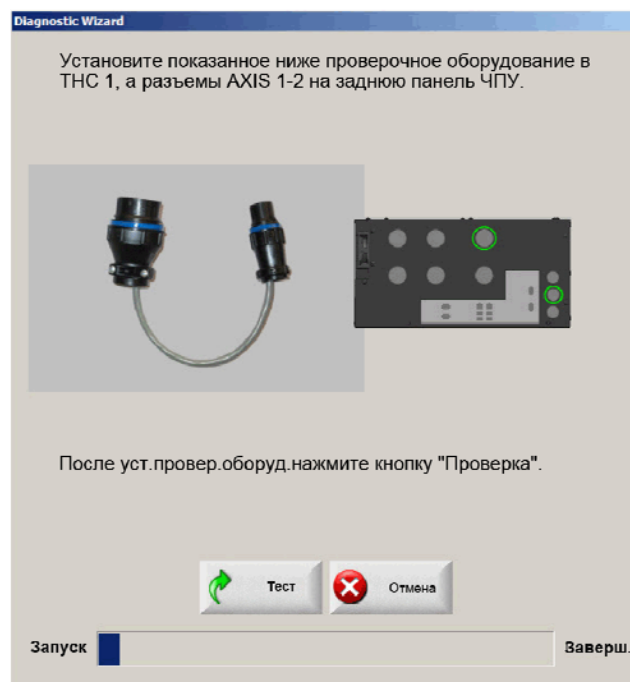 Diagnostic Wizard
Установите показанное ниже проверочное оборудование в
THC 1, а разъемы AXIS 1-2 на заднюю панель ЧПУ.
После уст.провер.оборуд.нажмите кнопку "Проверка".
Тест
Отмена
Запуск
Заверш.